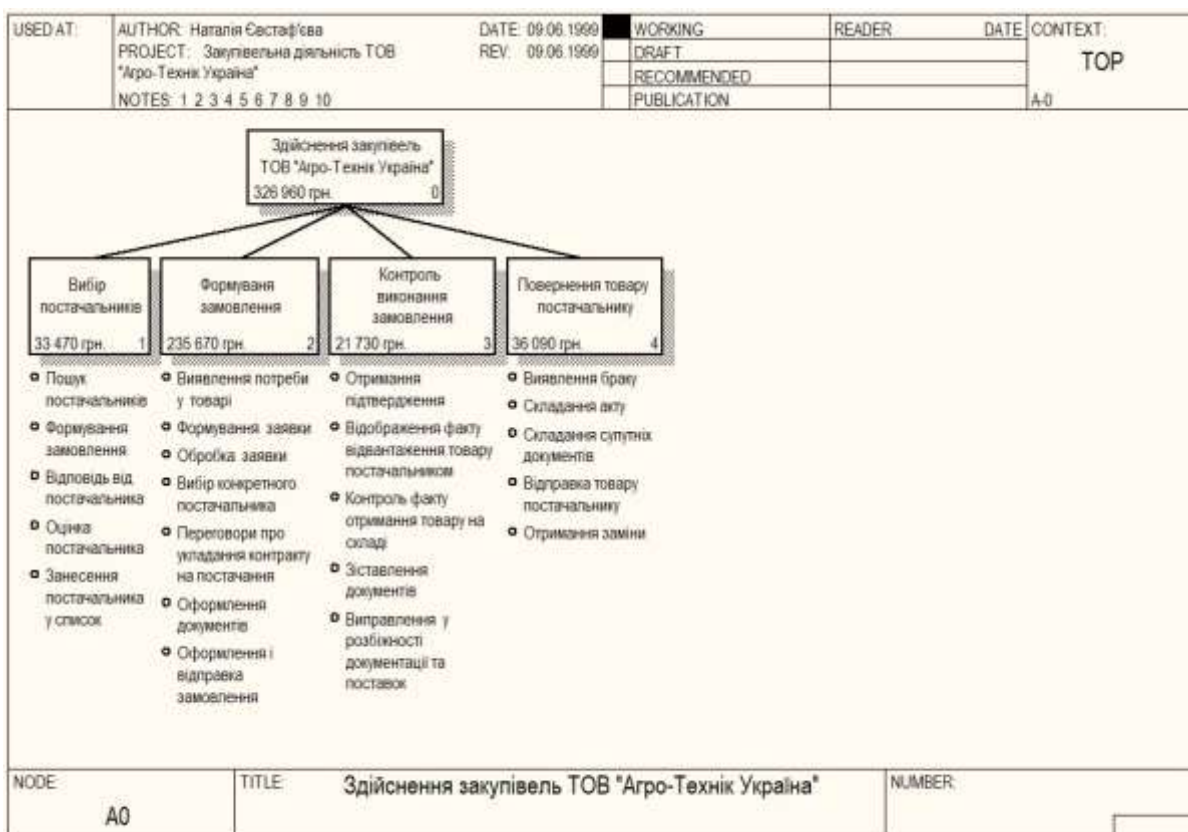 USED AT:
AUTHOR: Наталія Євстаф'єва
DATE: 09.06.1999
PROJECT: Закупівельна діяльність ТОВ
"Агро-Технік Україна"
REV: 09.06.1999
NOTES: 1 2 3 4 5 6 7 8 9 10
WORKING
DRAFT
RECOMMENDED
PUBLICATION
READER
DATE
CONTEXT:
TOP
A-0
Здійснення закупівель
ТОВ "Агро-Технік Україна"
326 960 грн. 0
Вибір
постачальників
33 470 грн. 1
Формуваня
замовлення
235 670 грн. 2
Контроль
виконання
замовлення
21 730 грн. 3
Повернення товару
постачальнику
36 090 грн. 4
Пошук
постачальників
Формування
замовлення
Відповідь від
постачальника
Оцінка
постачальника
Занесення
постачальника
у список
Виявлення потреби
у товарі
Формування заявки
Обробка заявки
Вибір конкретного
постачальника
Переговори про
укладання контракту
на постачання
Оформлення
документів
Оформлення і
відправка
замовлення
Отримання
підтвердження
Відображення факту
відвантаження товару
постачальником
Контроль факту
отримання товару на
складі
Зіставлення
документів
Виправлення у
розбіжності
документації та
поставок
Виявлення браку
Складання акту
Складання супутніх
документів
Відправка товару
постачальнику
Отримання заміни
NODE:
A0
TITLE:
Здійснення закупівель ТОВ "Агро-Технік Україна"
NUMBER: